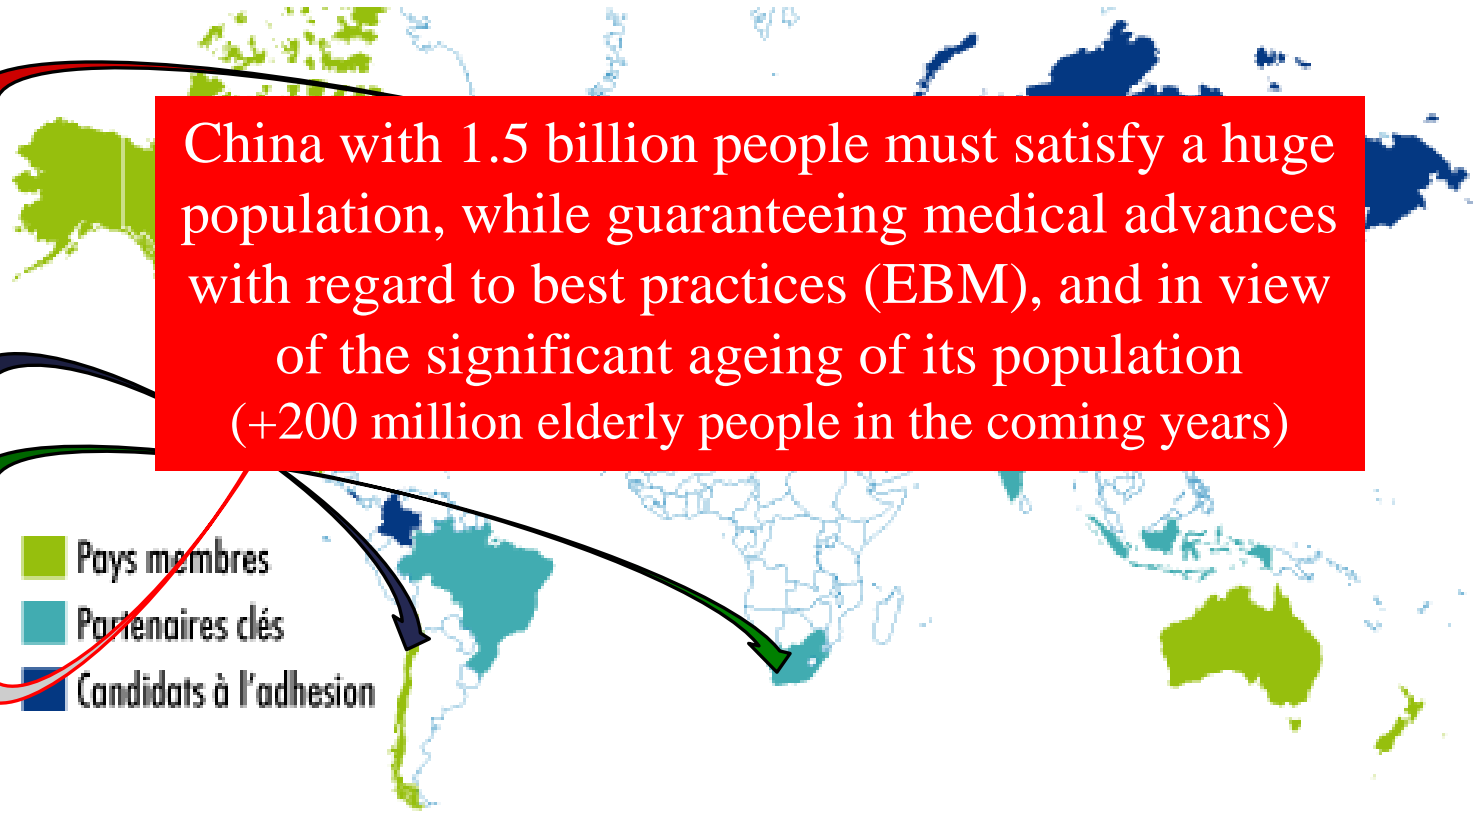 China with 1.5 billion people must satisfy a huge
population, while guaranteeing medical advances
with regard to best practices (EBM), and in view
of the significant ageing of its population
(+200 million elderly people in the coming years)
Pays membres
Partenaires clés
Candidats à l'adhesion